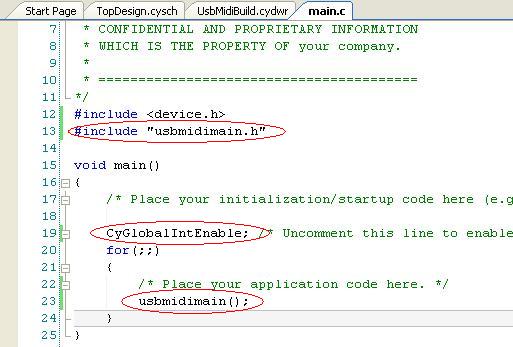 Start Page TopDesign.cysch UsbMidiBuild.cydwr main.c
7 * CONFIDENTIAL AND PROPRIETARY INFORMATION
8 * WHICH IS THE PROPERTY OF your company.
9 *
10 * ========================================
11 */
12 #include <device.h>
13 #include "usbmidimain.h"
14
15 void main()
16 {
17 /* Place your initialization/startup code here (e.g
18
19 CyGlobalIntEnable; /* Uncomment this line to enable
20 for(;;)
21 {
22 /* Place your application code here. */
23 usbmidimain();
24 }
25 }